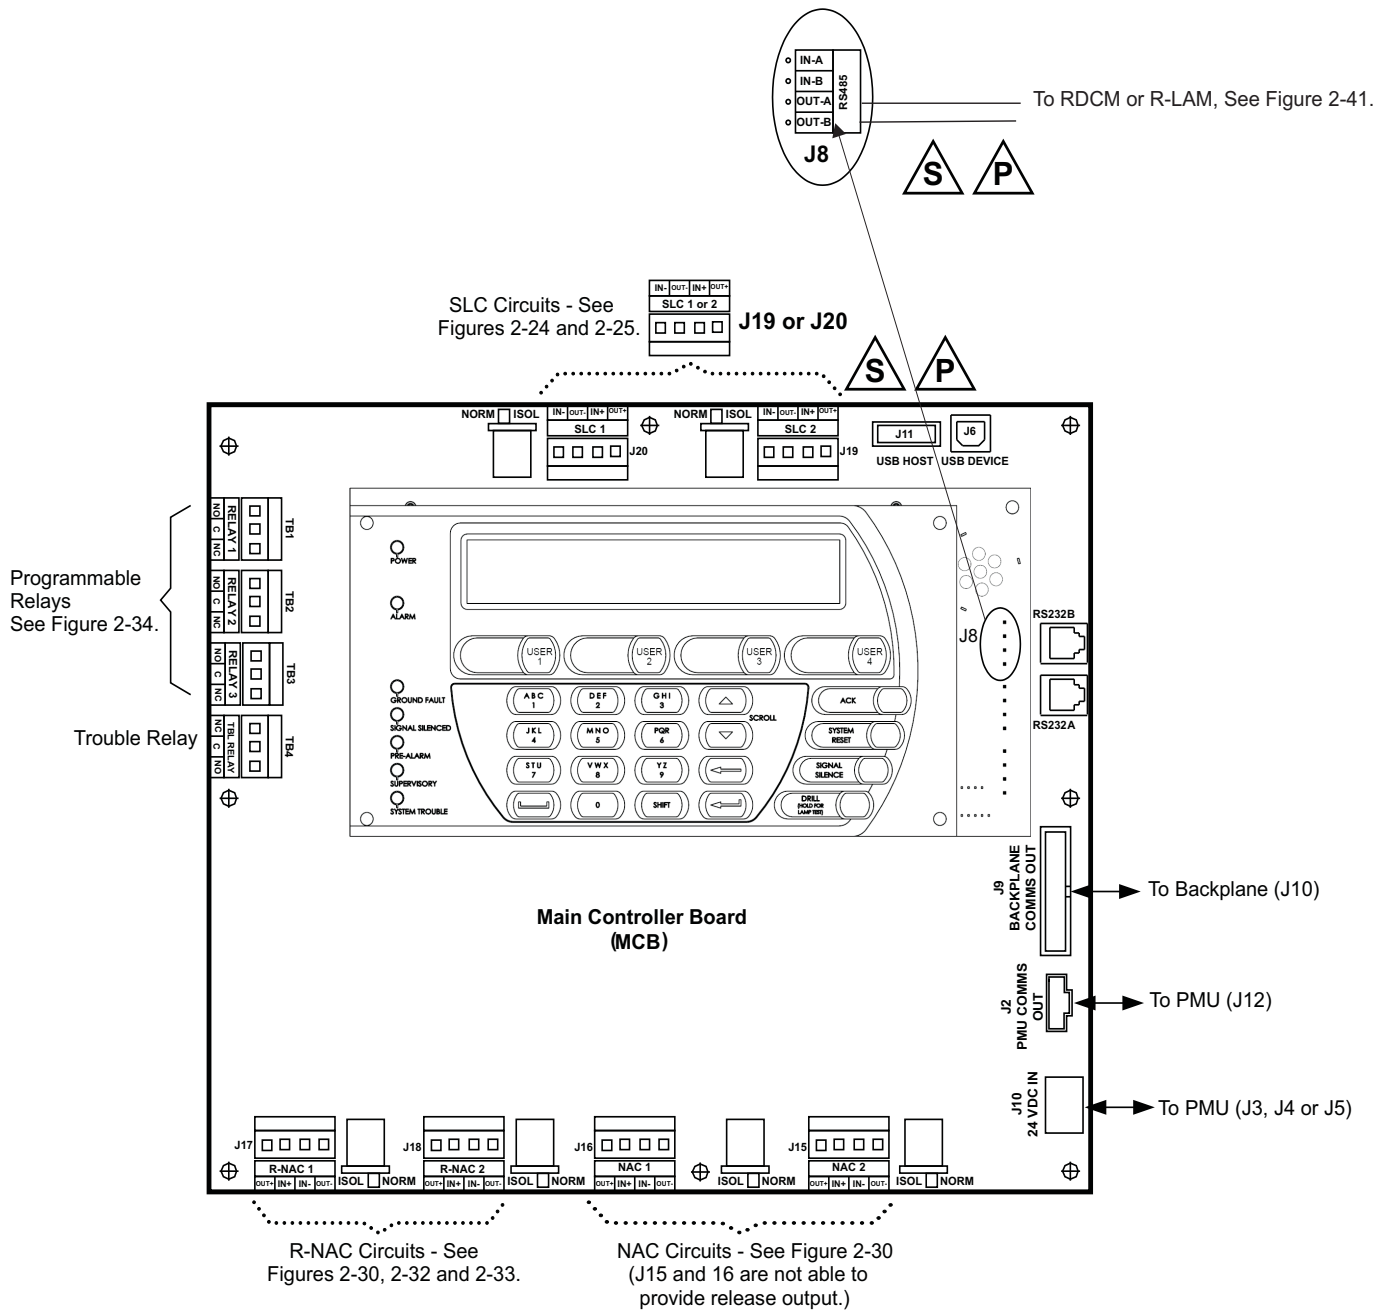 IN-A
IN-B
OUT-A
OUT-B
RS485
J8
To RDCM or R-LAM, See Figure 2-41.
S
P
IN- OUT- IN+ OUT+
SLC 1 or 2
J19 or J20
SLC Circuits - See
Figures 2-24 and 2-25.
S
P
NORM ISOL
IN- OUT- IN+ OUT+
SLC 1
J20
NORM ISOL
IN- OUT- IN+ OUT+
SLC 2
J19
J11
USB HOST
J6
USB DEVICE
Programmable
Relays
See Figure 2-34.
NO C NC
RELAY 1
TB1
NO C NC
RELAY 2
TB2
NO C NC
RELAY 3
TB3
Trouble Relay
NC C NO
TBL RELAY
TB4
POWER
ALARM
GROUND FAULT
SIGNAL SILENCED
PRE-ALARM
SUPERVISORY
SYSTEM TROUBLE
USER
1
USER
2
USER
3
USER
4
ABC
1
DEF
2
GHI
3
SCROLL
JKL
4
MNO
5
PQR
6
STU
7
VWX
8
YZ
9
0
SHIFT
ACK
SYSTEM
RESET
SIGNAL
SILENCE
DRILL
(HOLD FOR
LAMP TEST)
J8
RS232B
RS232A
J9
BACKPLANE
COMMS OUT
To Backplane (J10)
J2
PMU COMMS
OUT
To PMU (J12)
J10
24 VDC IN
To PMU (J3, J4 or J5)
Main Controller Board
(MCB)
J17
R-NAC 1
OUT+ IN+ IN- OUT-
ISOL NORM
J18
R-NAC 2
OUT+ IN+ IN- OUT-
ISOL NORM
J16
NAC 1
OUT+ IN+ IN- OUT-
ISOL NORM
J15
NAC 2
OUT+ IN+ IN- OUT-
ISOL NORM
R-NAC Circuits - See
Figures 2-30, 2-32 and 2-33.
NAC Circuits - See Figure 2-30
(J15 and 16 are not able to
provide release output.)